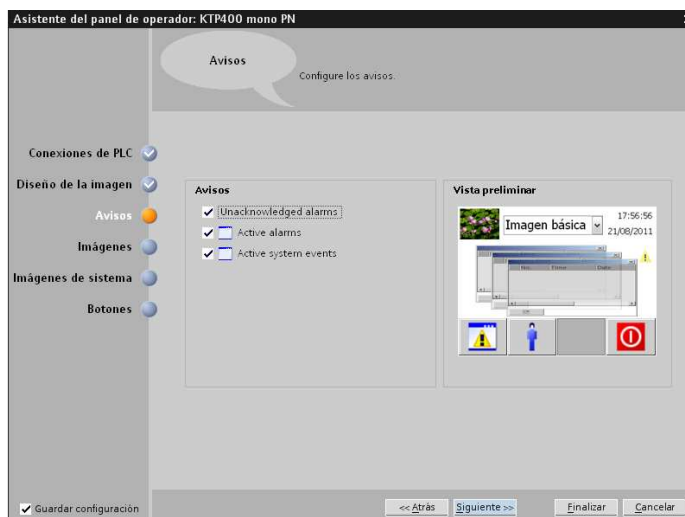 Asistente del panel de operador: KTP400 mono PN
Avisos
Configure los avisos.
Conexiones de PLC
Diseño de la imagen
Avisos
Imágenes
Imágenes de sistema
Botones
Avisos
Unacknowledged alarms
Active alarms
Active system events
Vista preliminar
Imagen básica
17:56:56
21/08/2011
Guardar configuración
<< Atrás
Siguiente >>
Finalizar
Cancelar